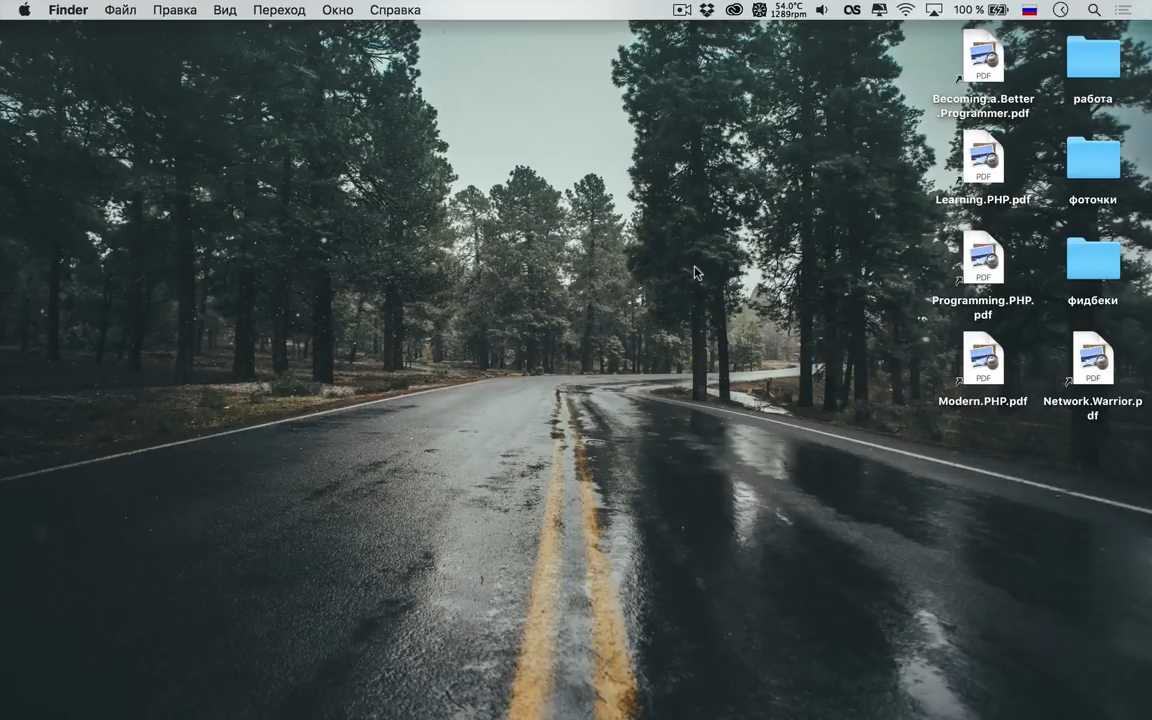 Finder Файл Правка Вид Переход Окно Справка 54.0°C 100 %
1289rpm
PDF
Becoming.a.Better
.Programmer.pdf
работа
PDF
Learning.PHP.pdf
фоточки
PDF
Programming.PHP.
pdf
фидбеки
PDF
Modern.PHP.pdf
PDF
Network.Warrior.p
df